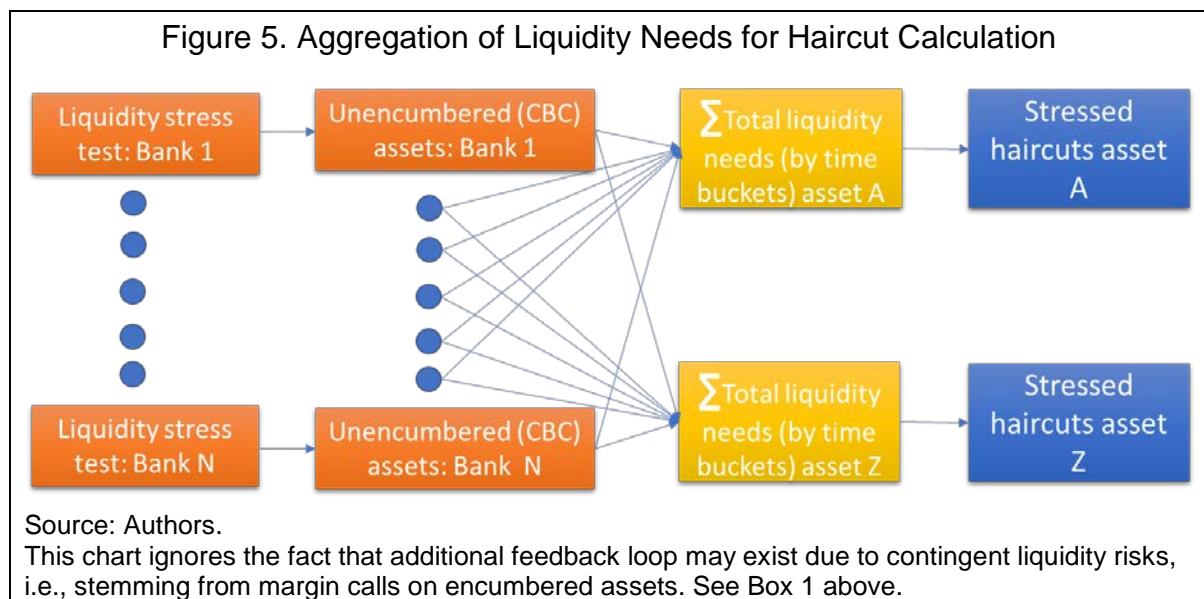 Figure 5. Aggregation of Liquidity Needs for Haircut Calculation
Liquidity stress
test: Bank 1
Unencumbered (CBC)
assets: Bank 1
∑Total liquidity
needs (by time
buckets) asset A
Stressed
haircuts asset
A
Liquidity stress
test: Bank N
Unencumbered (CBC)
assets: Bank N
∑Total liquidity
needs (by time
buckets) asset Z
Stressed
haircuts asset
Z
Source: Authors.
This chart ignores the fact that additional feedback loop may exist due to contingent liquidity risks,
i.e., stemming from margin calls on encumbered assets. See Box 1 above.